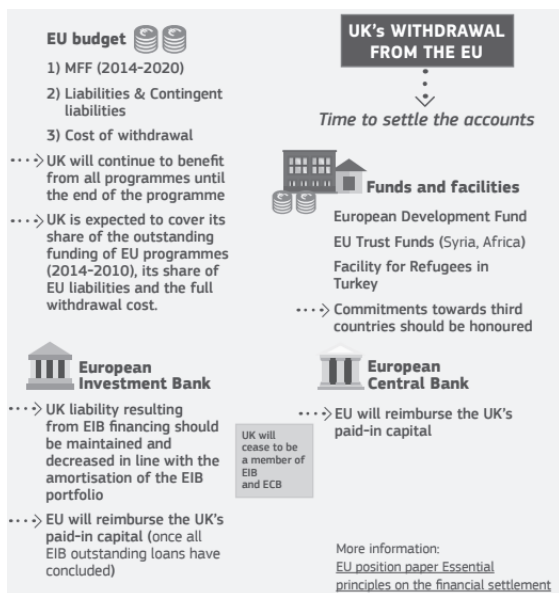 EU budget
1) MFF (2014-2020)
2) Liabilities & Contingent
liabilities
3) Cost of withdrawal
UK will continue to benefit
from all programmes until
the end of the programme
UK is expected to cover its
share of the outstanding
funding of EU programmes
(2014-2010), its share of
EU liabilities and the full
withdrawal cost.
UK's WITHDRAWAL
FROM THE EU
Time to settle the accounts
Funds and facilities
European Development Fund
EU Trust Funds (Syria, Africa)
Facility for Refugees in
Turkey
Commitments towards third
countries should be honoured
European
Investment Bank
UK liability resulting
from EIB financing should
be maintained and
decreased in line with the
amortisation of the EIB
portfolio
EU will reimburse the UK's
paid-in capital (once all
EIB outstanding loans have
concluded)
UK will
cease to be
a member of
EIB
and ECB
European
Central Bank
EU will reimburse the UK's
paid-in capital
More information:
EU position paper Essential
principles on the financial settlement